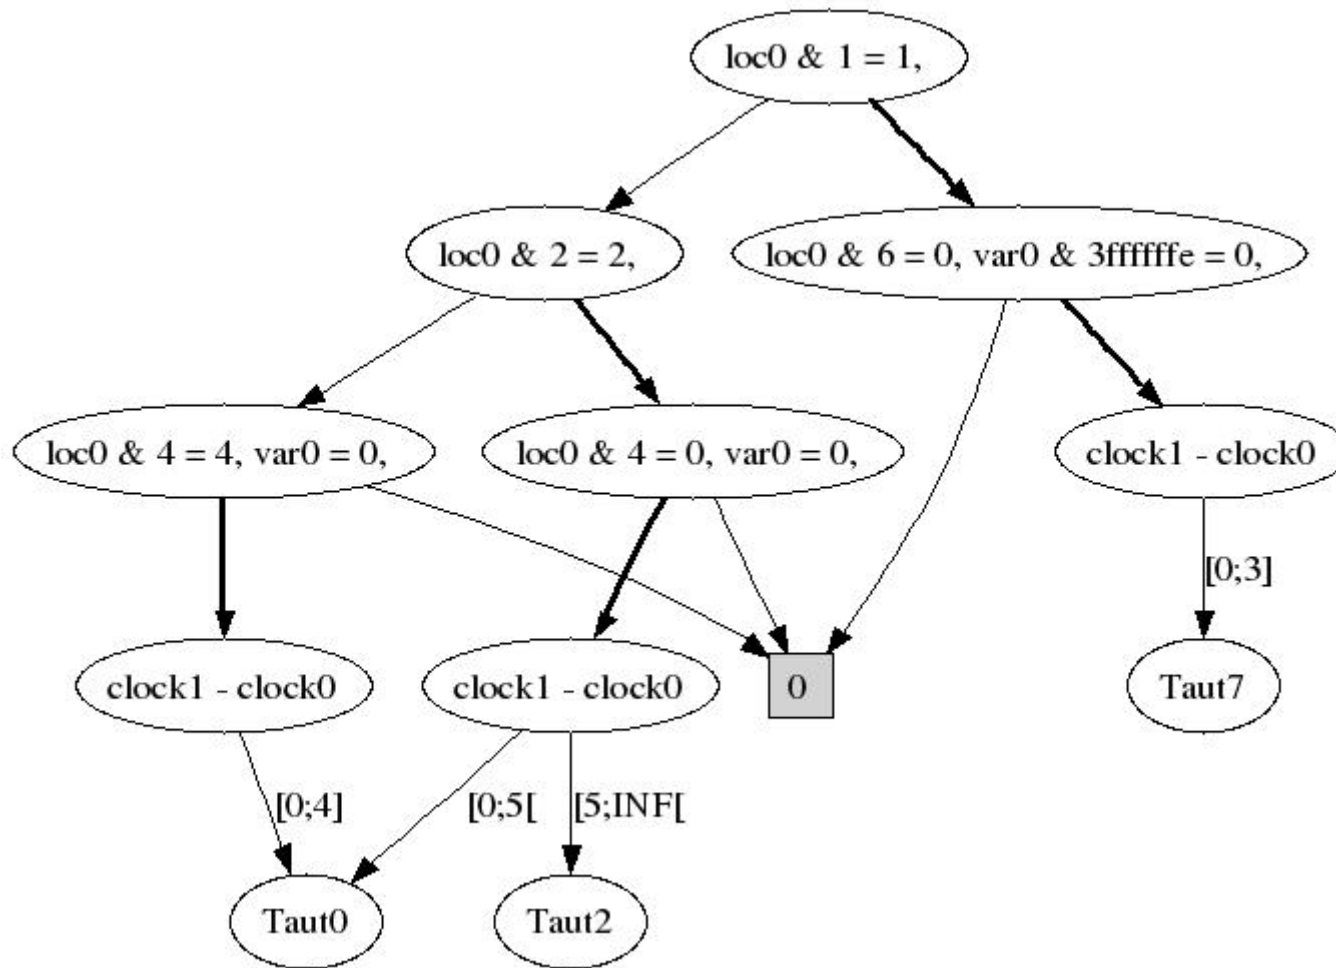 loc0 & 1 = 1,
loc0 & 2 = 2,
loc0 & 6 = 0, var0 & 3ffffffe = 0,
loc0 & 4 = 4, var0 = 0,
loc0 & 4 = 0, var0 = 0,
clock1 - clock0
[0;3]
clock1 - clock0
clock1 - clock0
0
Taut7
[0;4]
[0;5[
[5;INF[
Taut0
Taut2